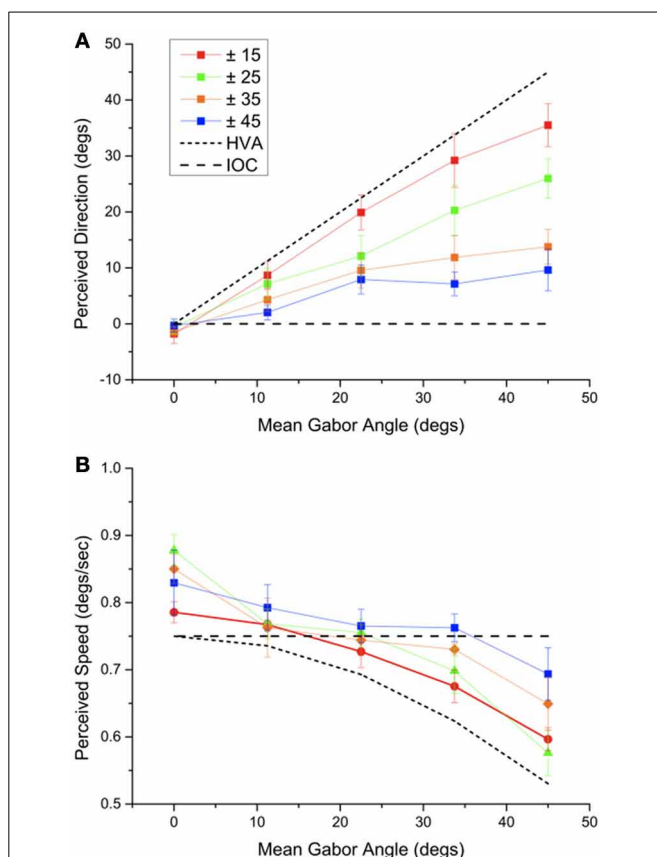 A
50
40
30
20
10
0
-10
Perceived Direction (degs)
± 15
± 25
± 35
± 45
HVA
IOC
0 10 20 30 40 50
Mean Gabor Angle (degs)
B
1.0
0.9
0.8
0.7
0.6
0.5
Perceived Speed (degs/sec)
0 10 20 30 40 50
Mean Gabor Angle (degs)